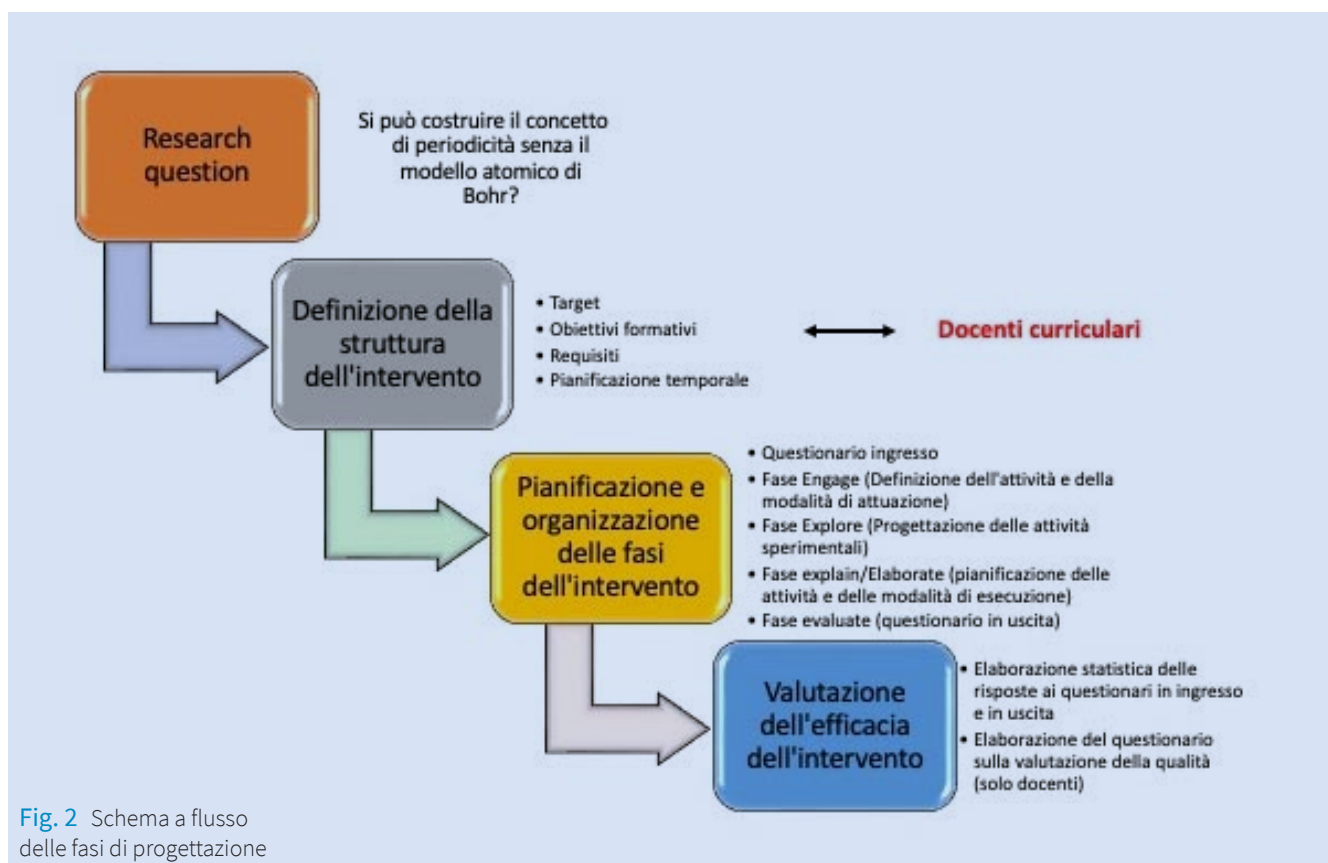 Research
question
Si può costruire il concetto
di periodicità senza il
modello atomico di
Bohr?
Definizione della
struttura
dell'intervento
• Target
• Obiettivi formativi
• Requisiti
• Pianificazione temporale
Docenti curriculari
Pianificazione e
organizzazione
delle fasi
dell'intervento
• Questionario ingresso
• Fase Engage (Definizione dell'attività e della
modalità di attuazione)
• Fase Explore (Progettazione delle attività
sperimentali)
• Fase explain/Elaborate (pianificazione delle
attività e delle modalità di esecuzione)
• Fase evaluate (questionario in uscita)
Valutazione
dell'efficacia
dell'intervento
• Elaborazione statistica delle
risposte ai questionari in ingresso
e in uscita
• Elaborazione del questionario
sulla valutazione della qualità
(solo docenti)
Fig. 2 Schema a flusso
delle fasi di progettazione